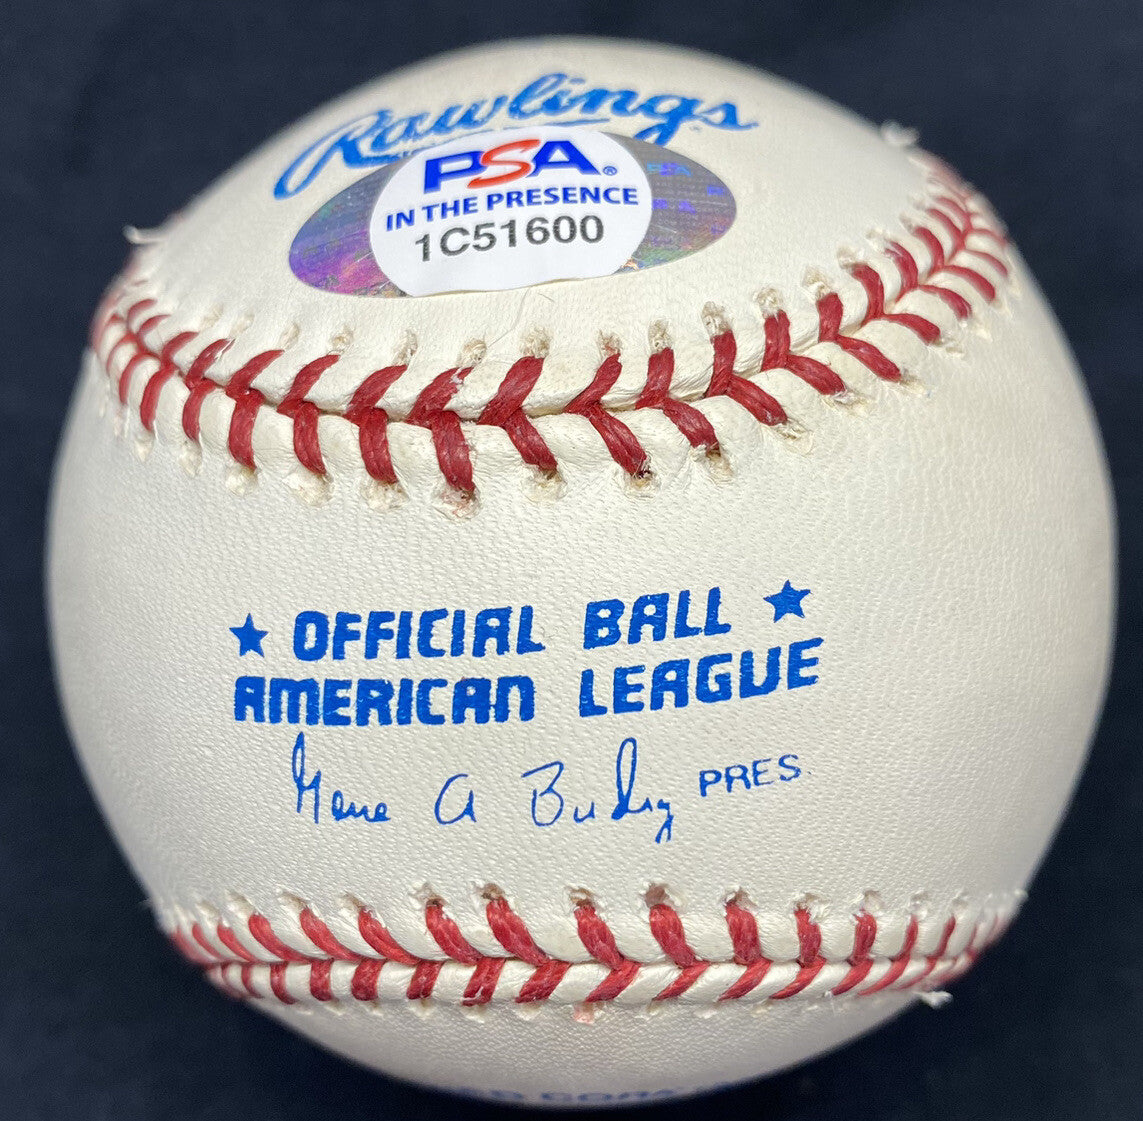 Rawlings
PSA®
IN THE PRESENCE
1C51600
★ OFFICIAL BALL ★
AMERICAN LEAGUE
Gene A Budig PRES.